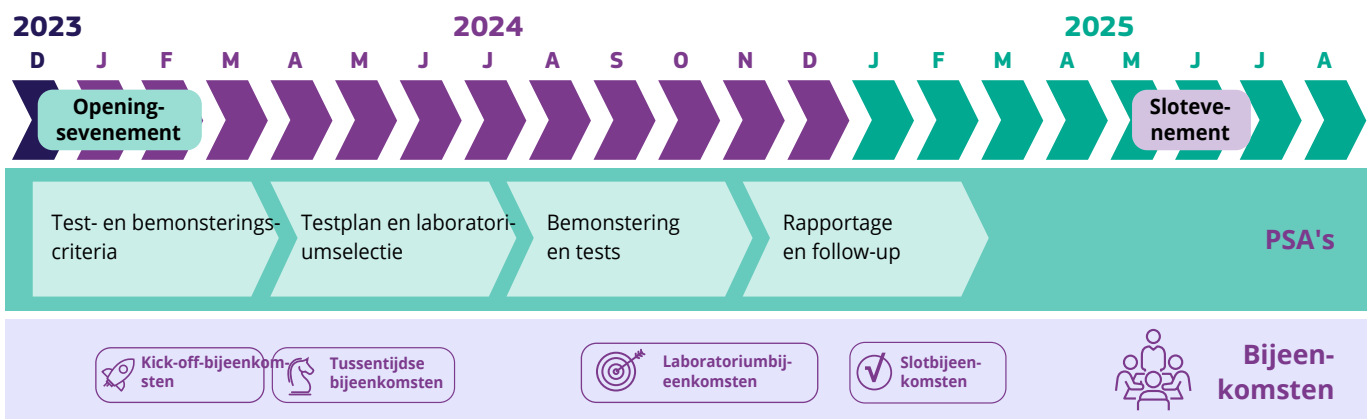 2023 2024 2025
D J F M A M J J A S O N D J F M A M J J A
Opening-
sevenement
Sloteve-
nement
Test- en bemonsterings-
criteria
Testplan en laboratori-
umselectie
Bemonstering
en tests
Rapportage
en follow-up
PSA's
Kick-off-bijeenkom-
sten
Tussentijdse
bijeenkomsten
Laboratoriumbij-
eenkomsten
Slotbijeen-
komsten
Bijeen-
komsten